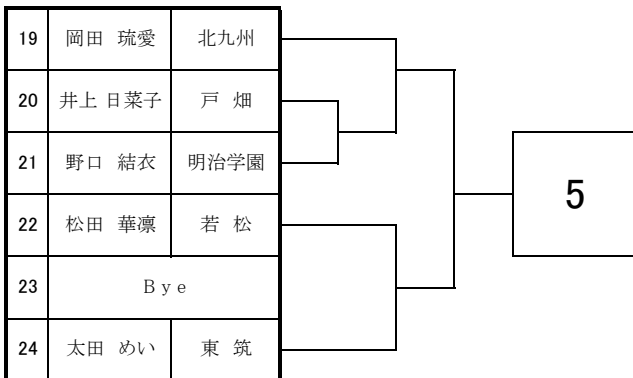 19 岡田 琉愛 北九州
20 井上 日菜子 戸 畑
21 野口 結衣 明治学園
22 松田 華凛 若 松
23 Bye
24 太田 めい 東 筑
5